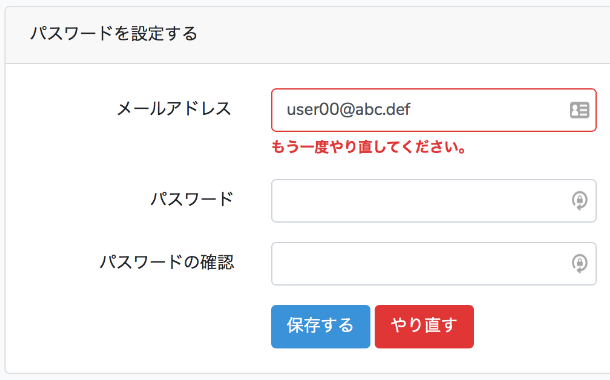 パスワードを設定する
メールアドレス
user00@abc.def
もう一度やり直してください。
パスワード
パスワードの確認
保存する
やり直す